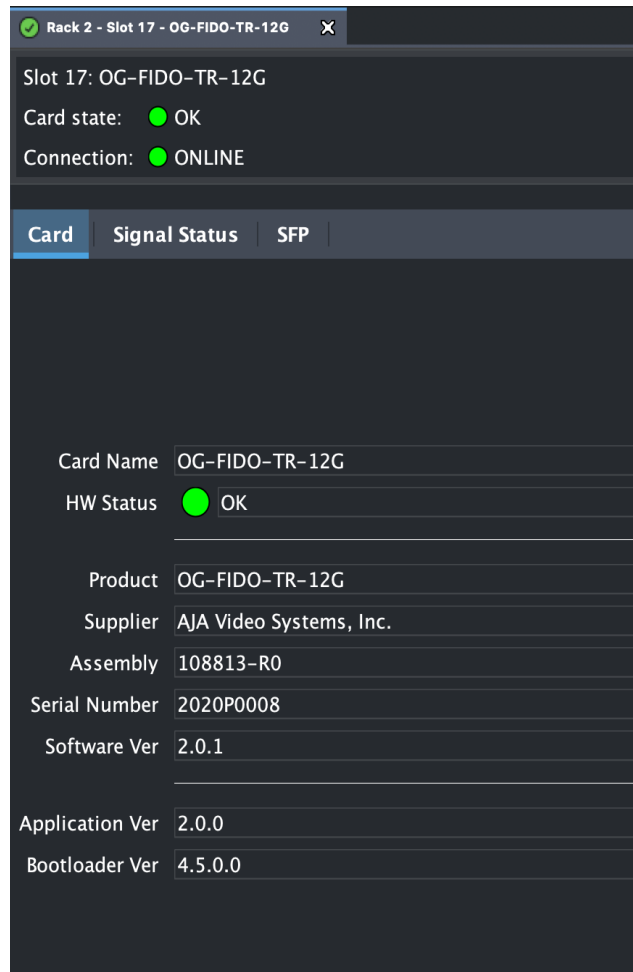 Rack 2 - Slot 17 - OG-FIDO-TR-12G X
Slot 17: OG-FIDO-TR-12G
Card state: OK
Connection: ONLINE
Card Signal Status SFP
Card Name OG-FIDO-TR-12G
HW Status OK
Product OG-FIDO-TR-12G
Supplier AJA Video Systems, Inc.
Assembly 108813-R0
Serial Number 2020P0008
Software Ver 2.0.1
Application Ver 2.0.0
Bootloader Ver 4.5.0.0